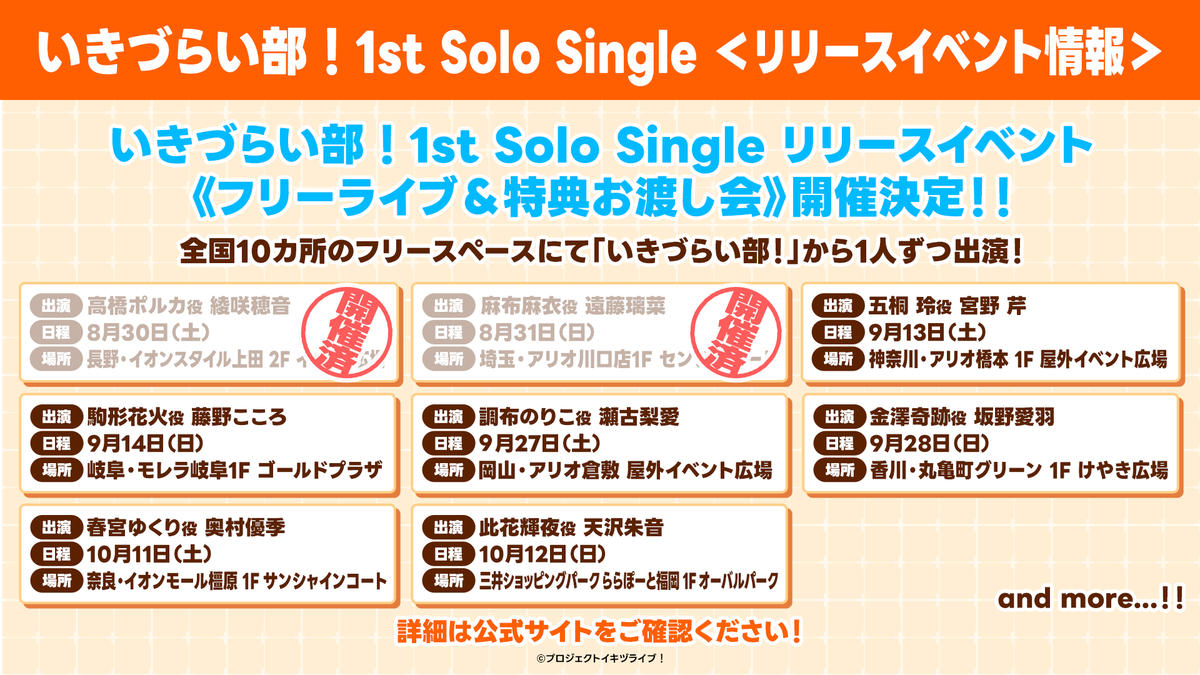 いきづらい部！1st Solo Single ＜リリースイベント情報＞
いきづらい部！1st Solo Single リリースイベント
《フリーライブ＆特典お渡し会》開催決定！！
全国10カ所のフリースペースにて「いきづらい部！」から1人ずつ出演！
出演 高橋ポルカ役 綾咲穂音
日程 8月30日（土）
場所 長野・イオンスタイル上田 2F
開催済
出演 麻布麻衣役 遠藤璃菜
日程 8月31日（日）
場所 埼玉・アリオ川口店1F
開催済
出演 五桐 玲役 宮野 芹
日程 9月13日（土）
場所 神奈川・アリオ橋本 1F 屋外イベント広場
出演 駒形花火役 藤野こころ
日程 9月14日（日）
場所 岐阜・モレラ岐阜1F ゴールドプラザ
出演 調布のりこ役 瀬古梨愛
日程 9月27日（土）
場所 岡山・アリオ倉敷 屋外イベント広場
出演 金澤奇跡役 坂野愛羽
日程 9月28日（日）
場所 香川・丸亀町グリーン 1F けやき広場
出演 春宮ゆくり役 奥村優季
日程 10月11日（土）
場所 奈良・イオンモール橿原 1F サンシャインコート
出演 此花輝夜役 天沢朱音
日程 10月12日（日）
場所 三井ショッピングパーク ららぽーと福岡 1F オーバルパーク
and more...！！
詳細は公式サイトをご確認ください！
©プロジェクトイキヅライブ！